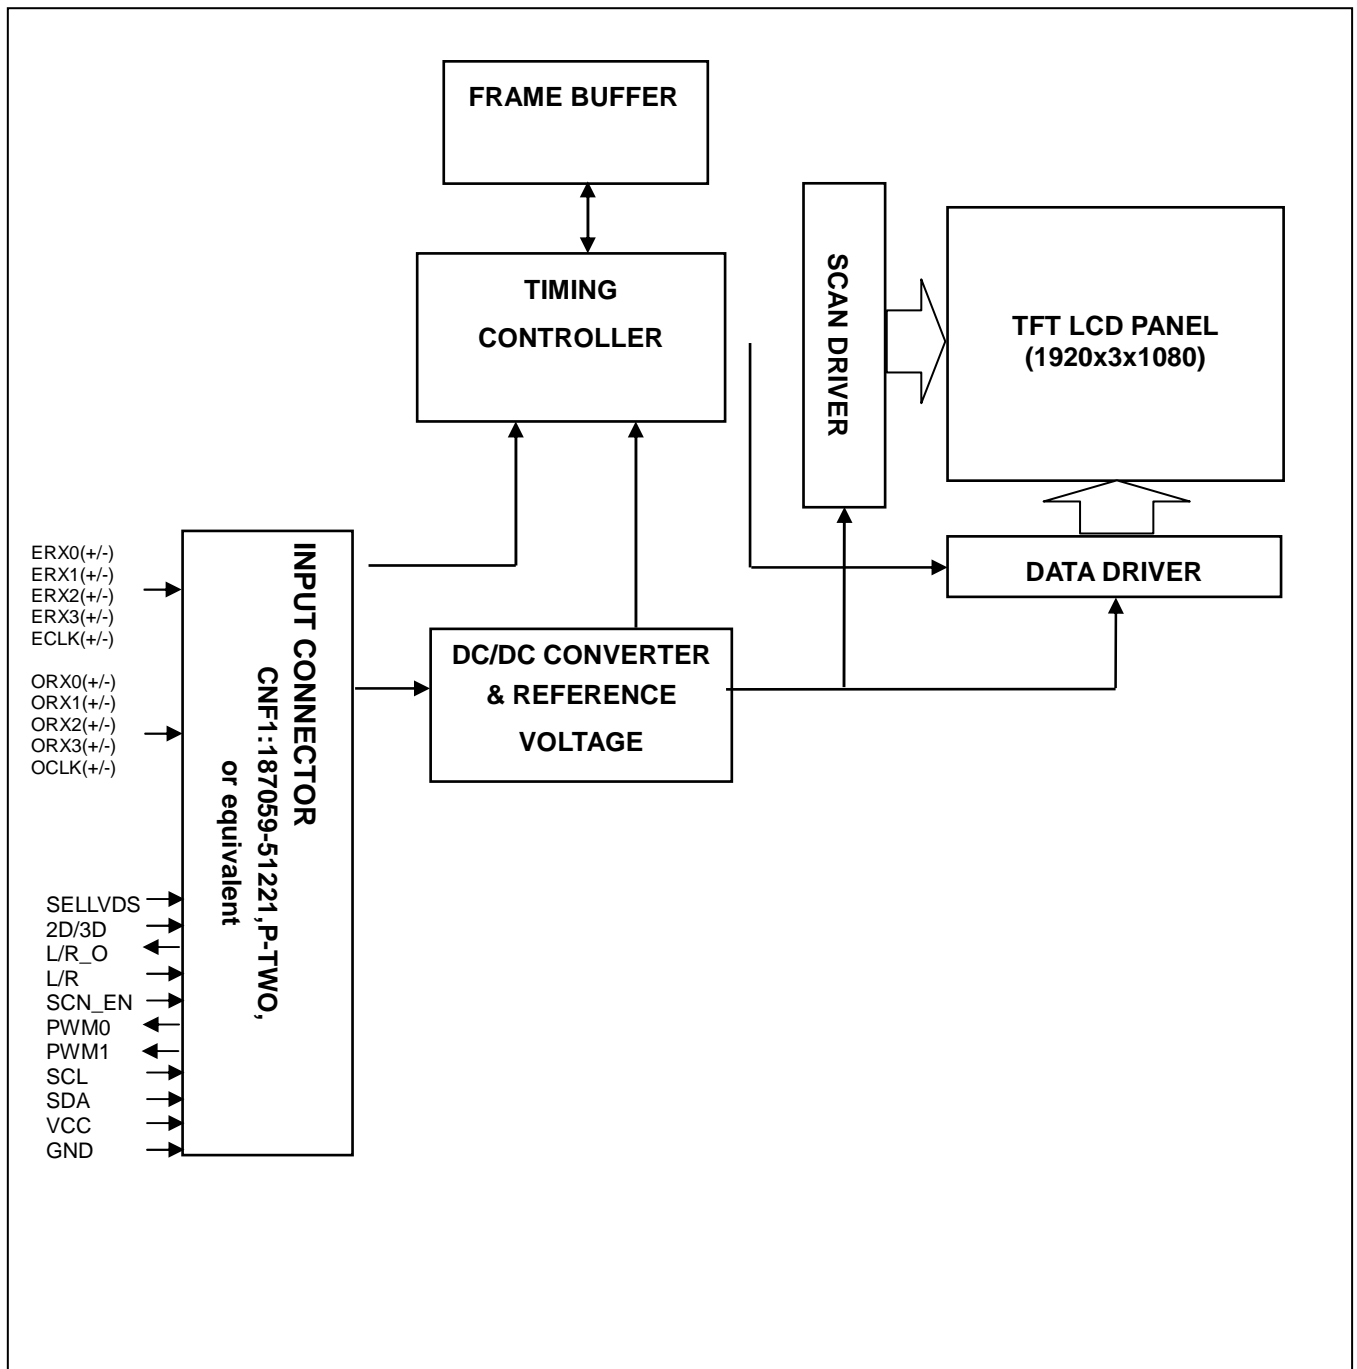 FRAME BUFFER
TIMING
CONTROLLER
SCAN DRIVER
TFT LCD PANEL
(1920x3x1080)
DATA DRIVER
DC/DC CONVERTER
& REFERENCE
VOLTAGE
INPUT CONNECTOR
CNF1:187059-51221,P-TWO,
or equivalent
ERX0(+/-)
ERX1(+/-)
ERX2(+/-)
ERX3(+/-)
ECLK(+/-)
ORX0(+/-)
ORX1(+/-)
ORX2(+/-)
ORX3(+/-)
OCLK(+/-)
SELLVDS
2D/3D
L/R_O
L/R
SCN_EN
PWM0
PWM1
SCL
SDA
VCC
GND